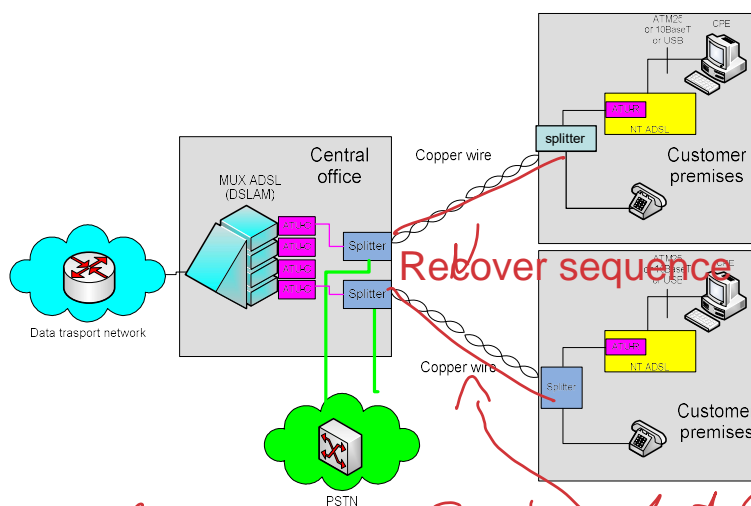 ATM25
or 10BaseT
or USB
CPE
NT ADSL
splitter
Customer
premises
Central
office
Copper wire
MUX ADSL
(DSLAM)
Splitter
Splitter
Recover sequence
Data trasport network
CPE
NT ADSL
Copper wire
Splitter
Customer
premises
PSTN